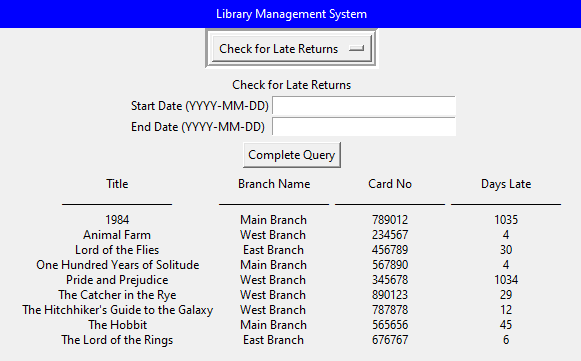 Library Management System
Check for Late Returns
Check for Late Returns
Start Date (YYYY-MM-DD)
End Date (YYYY-MM-DD)
Complete Query
Title Branch Name Card No Days Late
1984 Main Branch 789012 1035
Animal Farm West Branch 234567 4
Lord of the Flies East Branch 456789 30
One Hundred Years of Solitude Main Branch 567890 4
Pride and Prejudice West Branch 345678 1034
The Catcher in the Rye West Branch 890123 29
The Hitchhiker's Guide to the Galaxy West Branch 787878 12
The Hobbit Main Branch 565656 45
The Lord of the Rings East Branch 676767 6